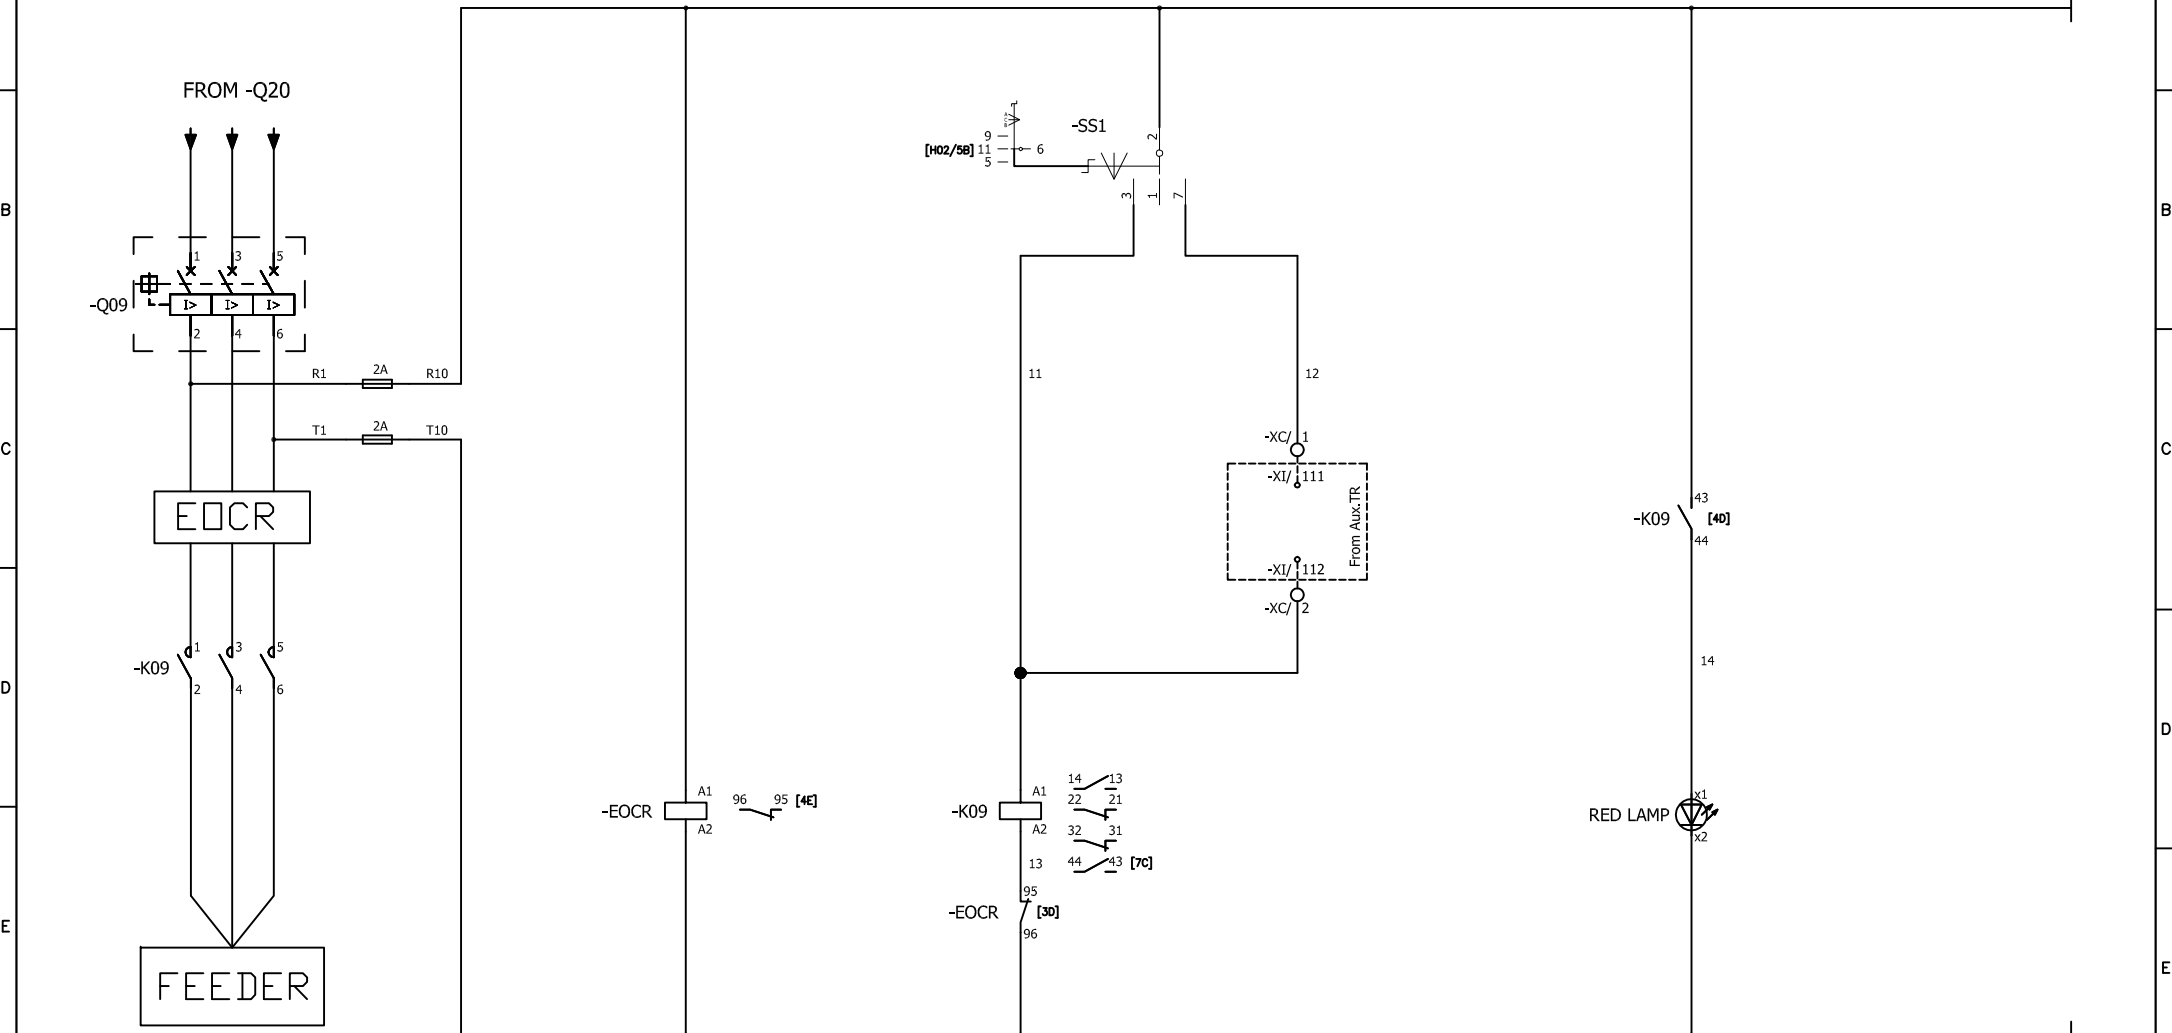 FROM -Q20
-SS1
2
9
[H02/5B] 11 6
5
3 1 7
B
B
1 3 5
-Q09
I> I> I>
2 4 6
R1 2A R10
11
12
T1 2A T10
-XC/ 1
C
C
-XI/ 111
From Aux.TR
EOCR
43
-K09 [4D]
44
-XI/ 112
-XC/ 2
1 3 5
-K09
2 4 6
14
D
D
14 13
A1
A1
96 95 [4E]
22 21
x1
-EOCR
-K09
RED LAMP
A2
A2
32 31
x2
13
44 43 [7C]
95
-EOCR [3D]
96
E
E
FEEDER